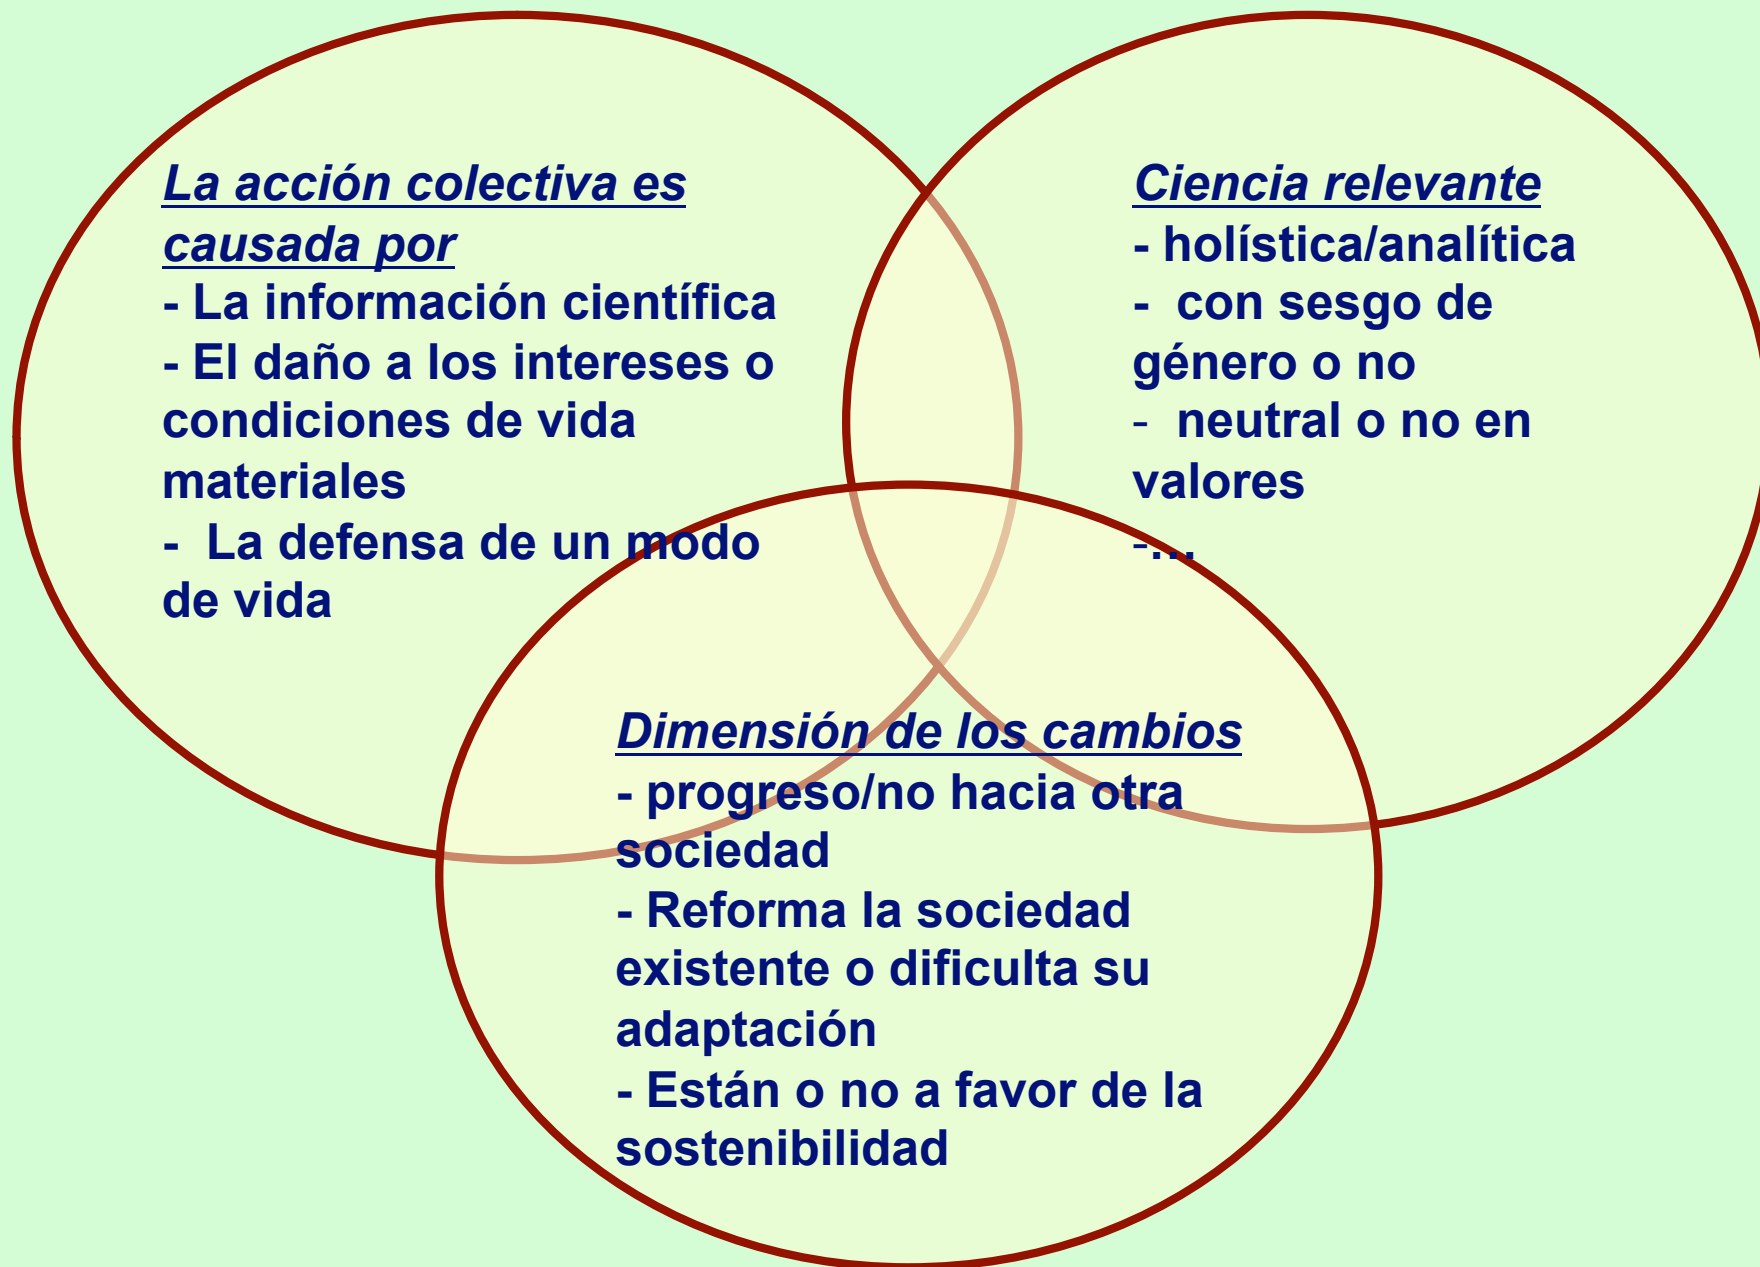 La acción colectiva es
causada por
- La información científica
- El daño a los intereses o
condiciones de vida
materiales
-  La defensa de un modo
de vida
Ciencia relevante
- holística/analítica
-  con sesgo de
género o no
-  neutral o no en
valores
-...
Dimensión de los cambios
- progreso/no hacia otra
sociedad
- Reforma la sociedad
existente o dificulta su
adaptación
- Están o no a favor de la
sostenibilidad